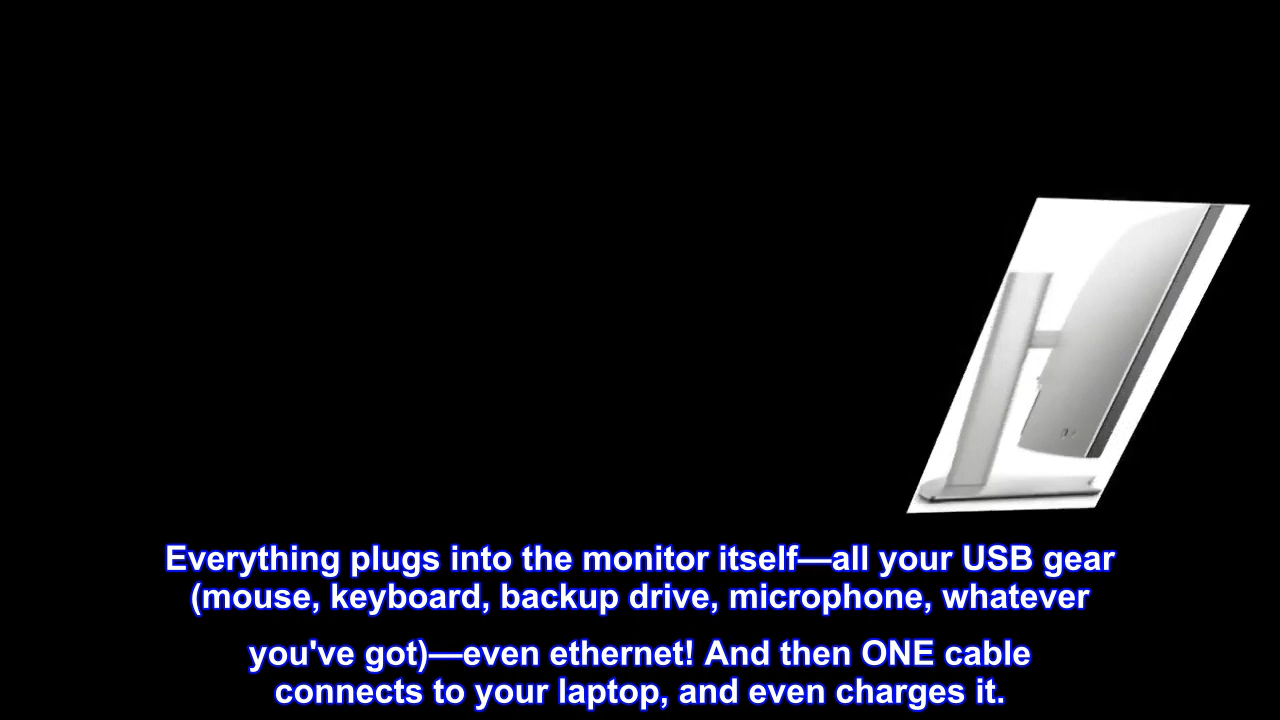 Everything plugs into the monitor itself—all your USB gear
(mouse, keyboard, backup drive, microphone, whatever
you've got)—even ethernet! And then ONE cable
connects to your laptop, and even charges it.